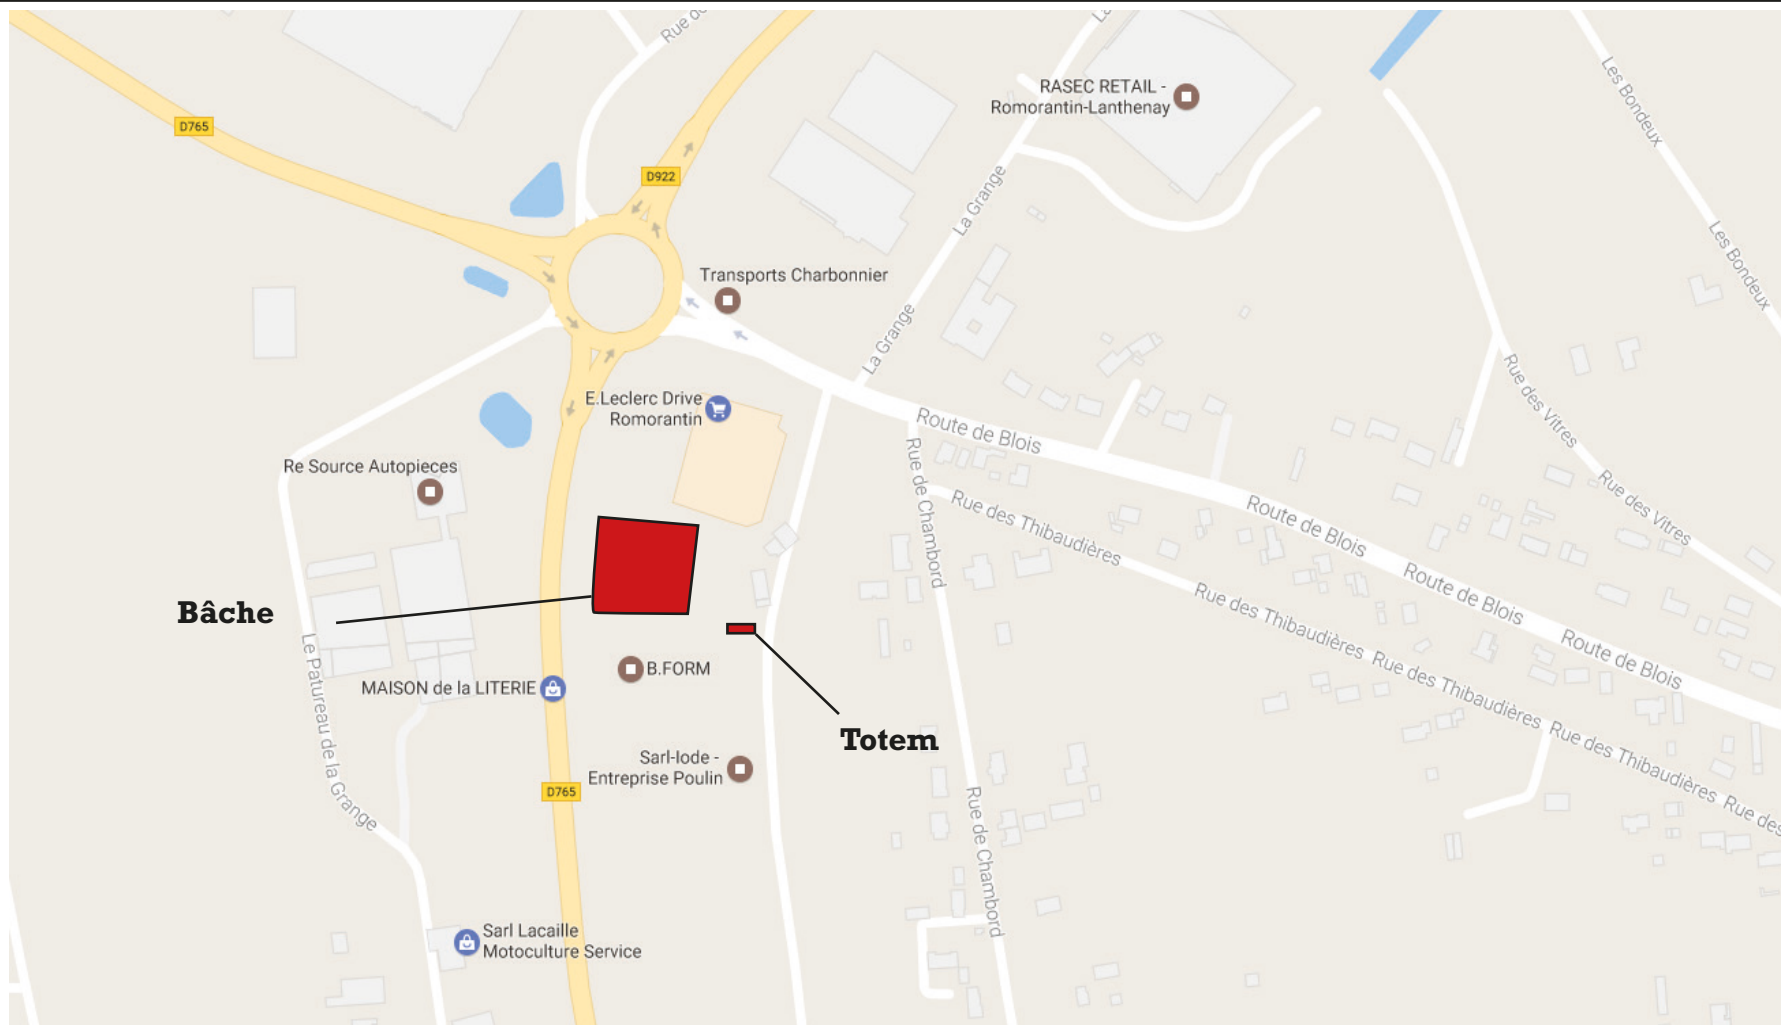 Rue de
La
D765
RASEC RETAIL -
Romorantin-Lanthenay
Les Bondeux
D922
La Grange
Les Bondeux
Transports Charbonnier
La Grange
E.Leclerc Drive
Romorantin
Route de Blois
Rue des Vitres
Re Source Autopieces
Rue de Chambord
Rue des Thibaudières
Route de Blois
Rue des Vitres
Bâche
Route de Blois
Rue des Thibaudières
Route de Blois
Le Patureau de la Grange
B.FORM
MAISON de la LITERIE
Rue des Thibaudières
Totem
Rue des Thibaudières
Sarl-Iode -
Entreprise Poulin
D765
Rue de Chambord
Rue des
Sarl Lacaille
Motoculture Service